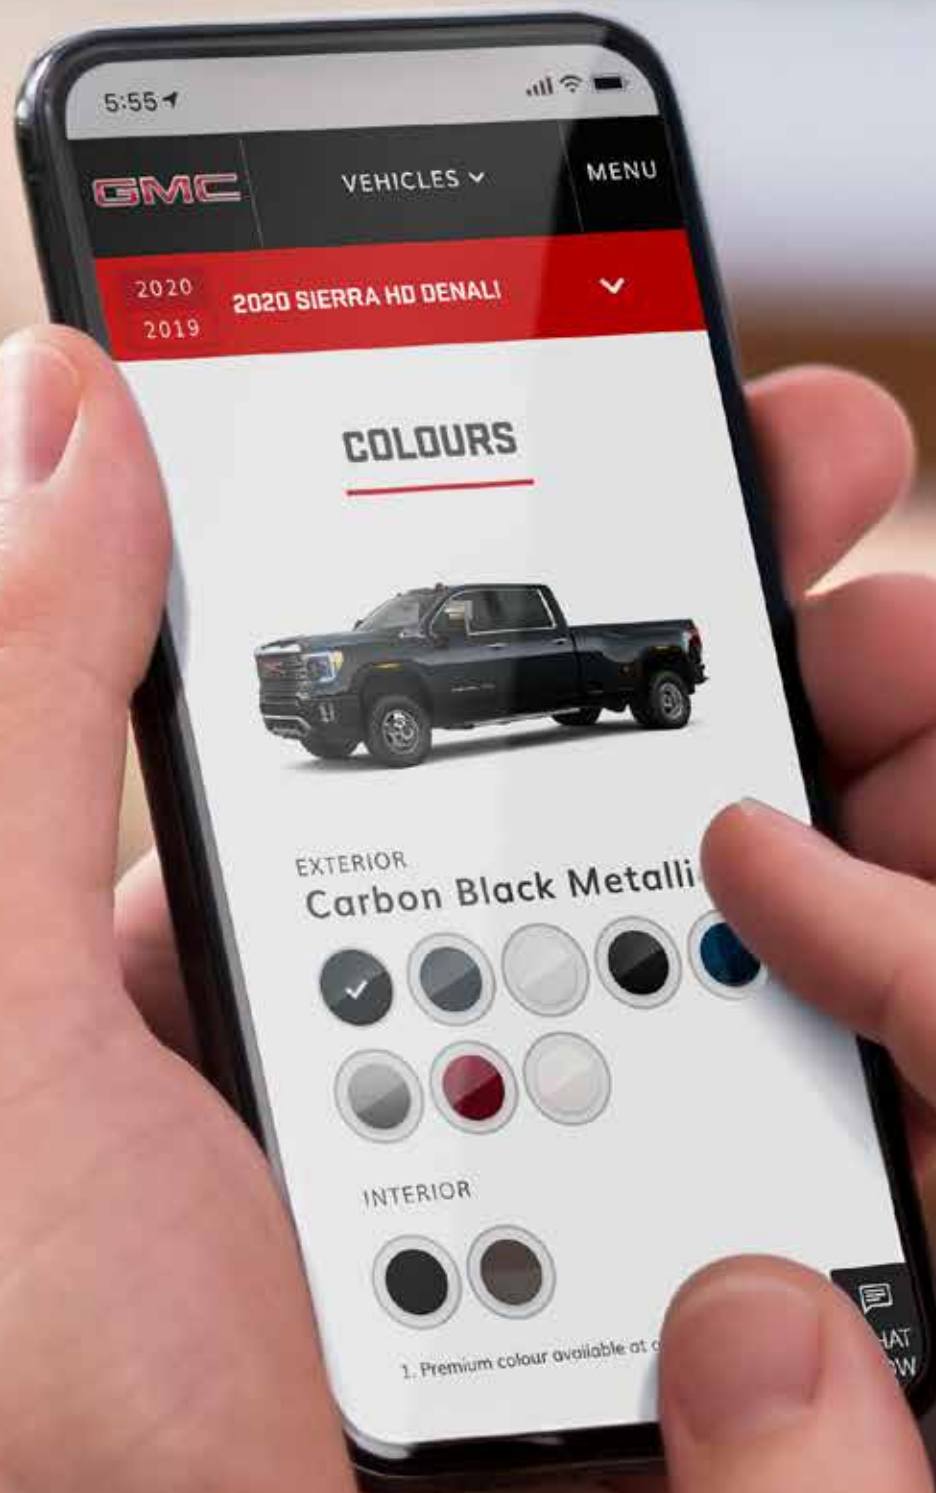 5:55
GMC
VEHICLES
MENU
2020
2019
2020 SIERRA HD DENALI
COLOURS
EXTERIOR
Carbon Black Metalli
INTERIOR
1. Premium colour available at